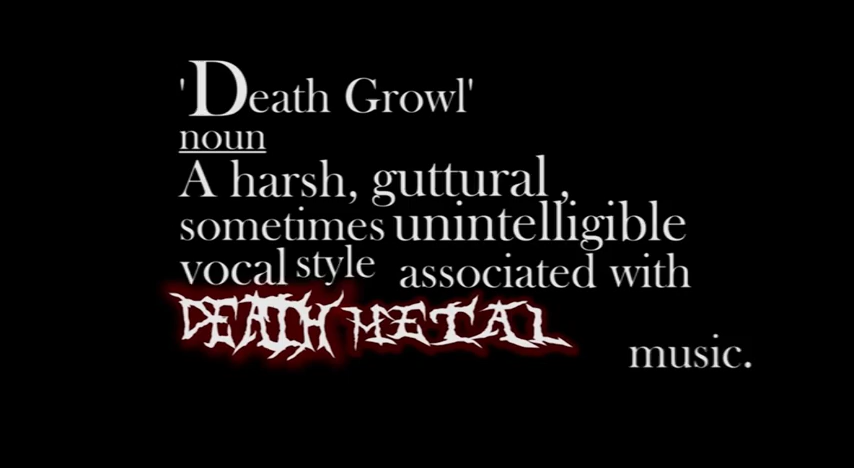 'Death Growl'
noun
A harsh, guttural ,
sometimes unintelligible
vocal style associated with
DEATH METAL
music.